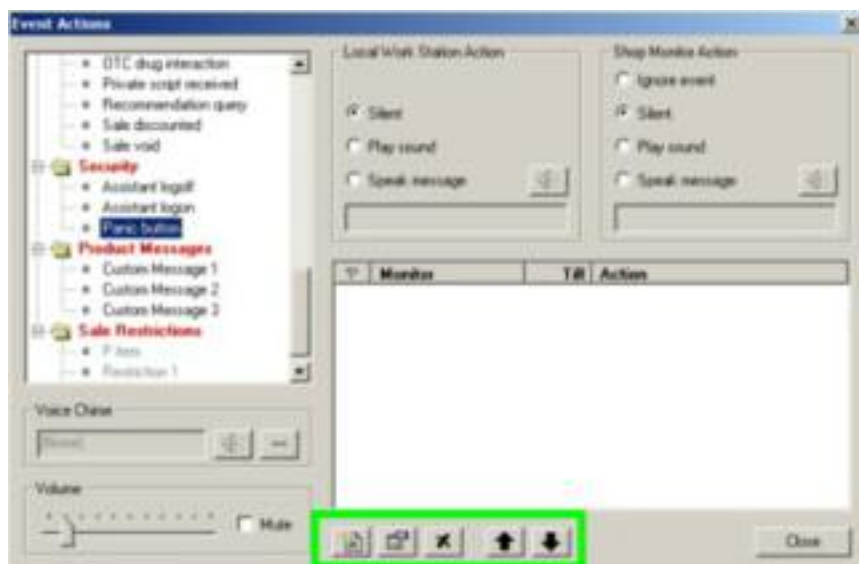 Event Actions
OTC drug interaction
Private script received
Recommendation query
Sale discounted
Sale void
Security
Assistant logoff
Assistant logon
Panic button
Product Messages
Custom Message 1
Custom Message 2
Custom Message 3
Sale Restrictions
P item
Restriction 1
Voice Chime
[None]
Volume
Mute
Local Work Station Action
Silent
Play sound
Speak message
Shop Monitor Action
Ignore event
Silent
Play sound
Speak message
Monitor Till Action
Close